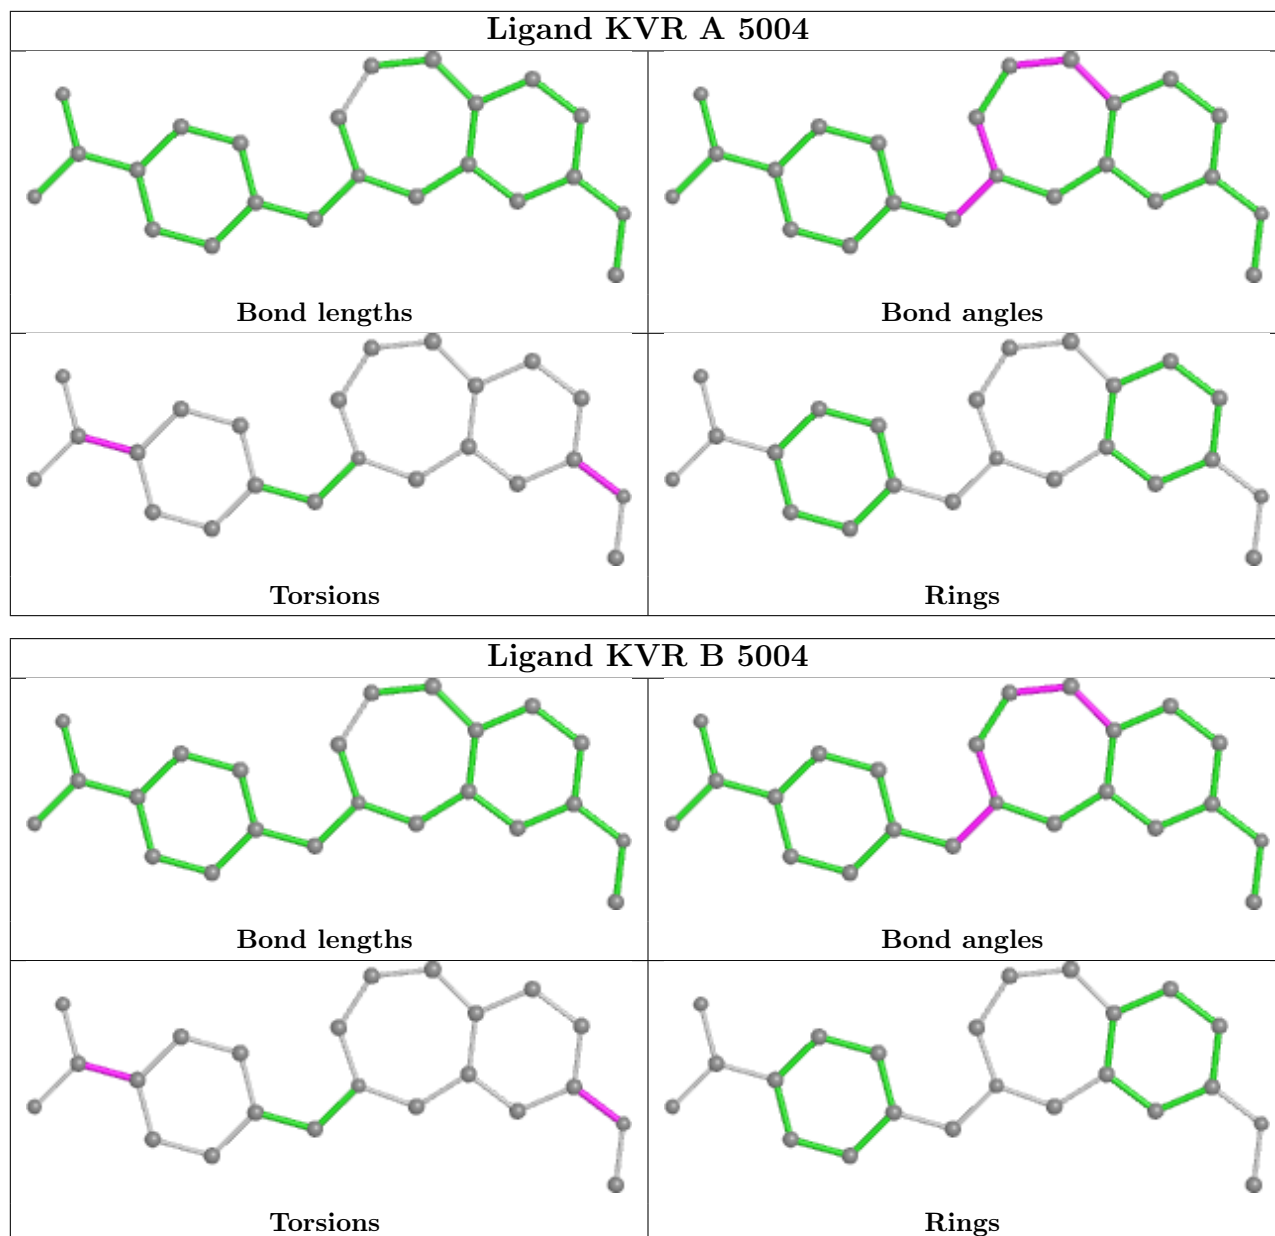 Ligand KVR A 5004
Bond lengths
Bond angles
Torsions
Rings
Ligand KVR B 5004
Bond lengths
Bond angles
Torsions
Rings